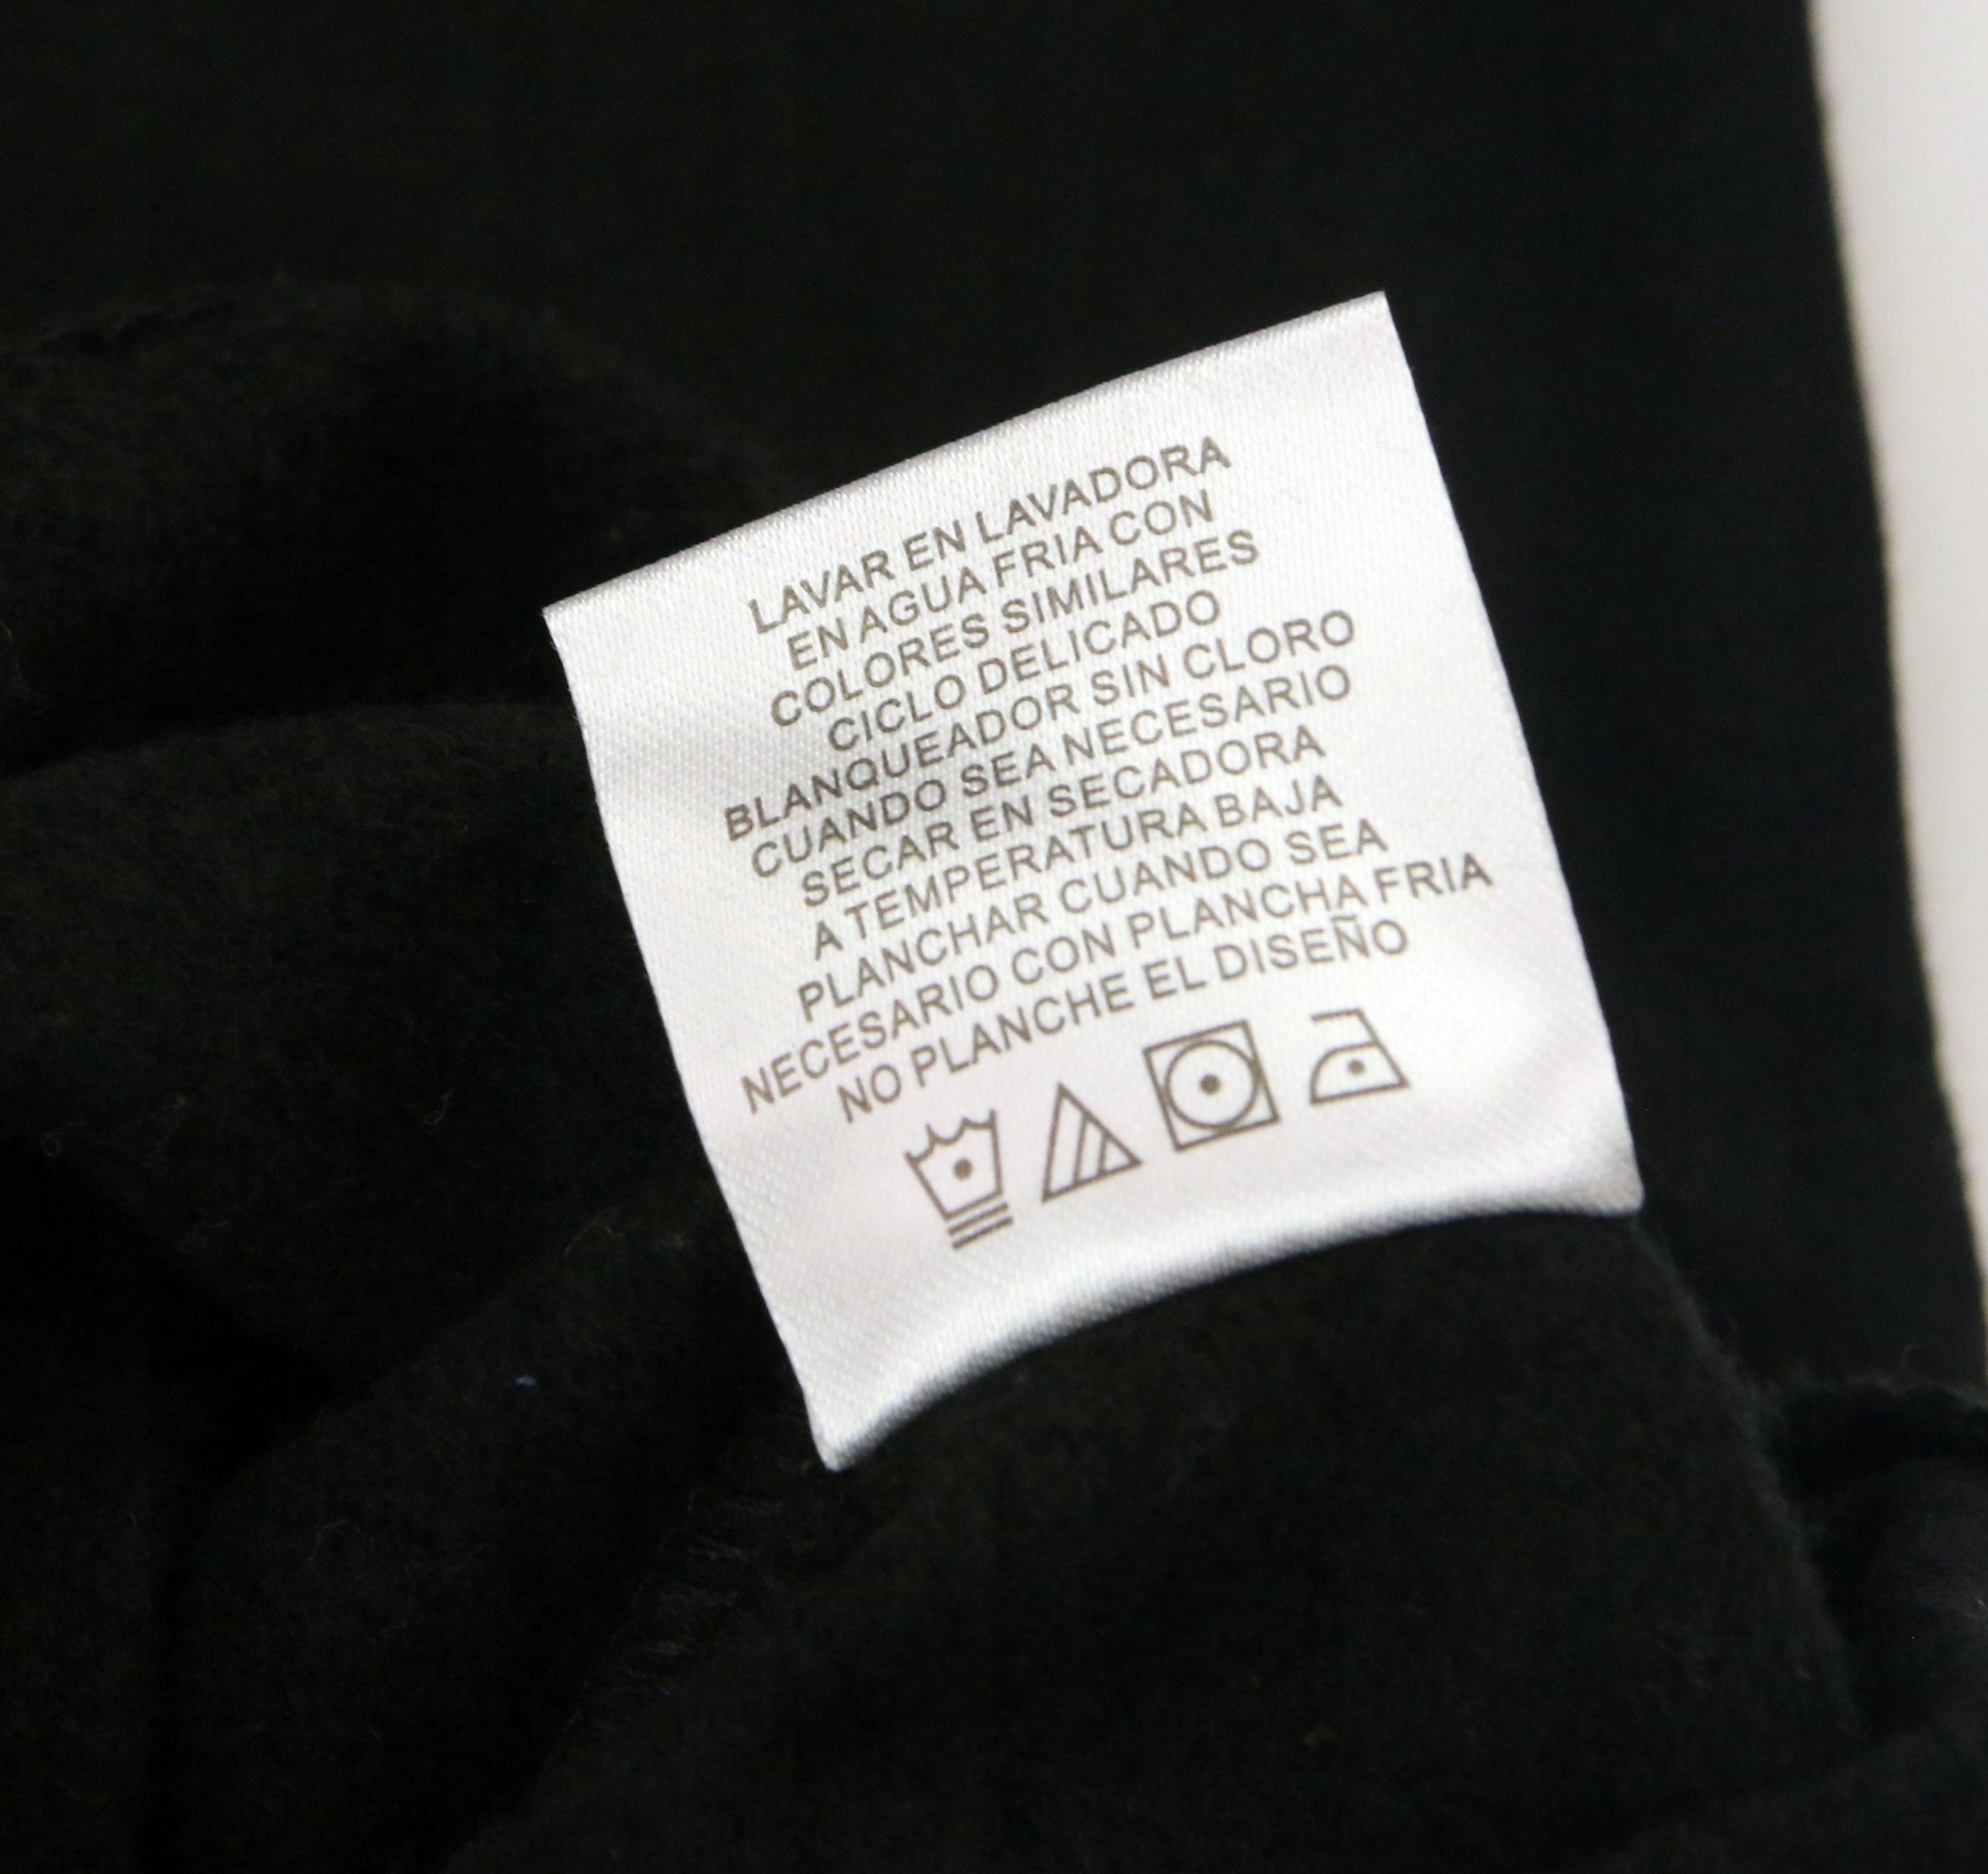 LAVAR EN LAVADORA
EN AGUA FRIA CON
COLORES SIMILARES
CICLO DELICADO
BLANQUEADOR SIN CLORO
CUANDO SEA NECESARIO
SECAR EN SECADORA
A TEMPERATURA BAJA
PLANCHAR CUANDO SEA
NECESARIO CON PLANCHA FRIA
NO PLANCHE EL DISEÑO